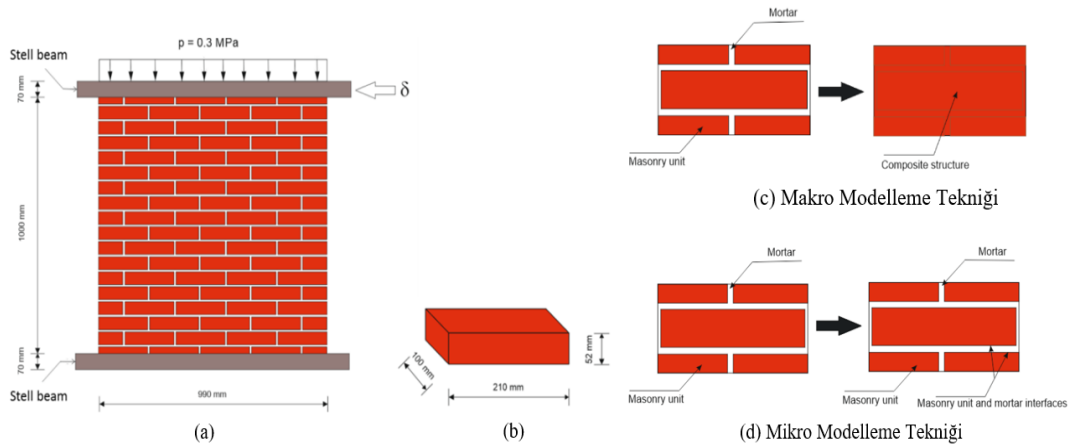 p = 0.3 MPa
Stell beam
δ
70 mm
1000 mm
70 mm
Stell beam
990 mm
(a)
100 mm
210 mm
52 mm
(b)
Mortar
Masonry unit
Composite structure
(c) Makro Modelleme Tekniği
Mortar
Mortar
Masonry unit
Masonry unit
Masonry unit and mortar interfaces
(d) Mikro Modelleme Tekniği